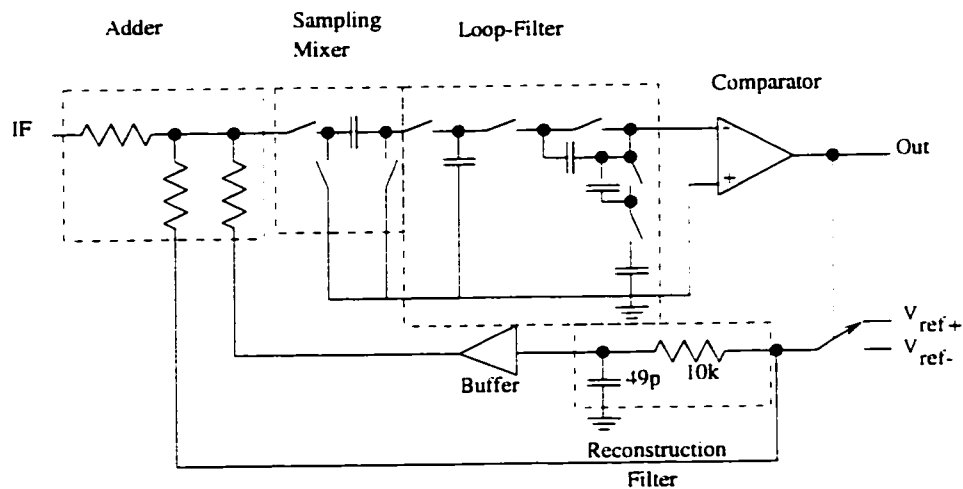 Adder
Sampling
Mixer
Loop-Filter
Comparator
IF
-
+
Out
V ref+
V ref-
Buffer
49p
10k
Reconstruction
Filter